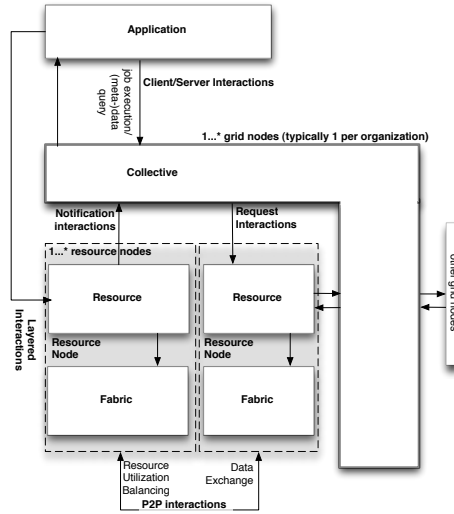 Application
Client/Server Interactions
job execution/
(meta-)data
query
1...* grid nodes (typically 1 per organization)
Collective
Notification
interactions
Request
Interactions
1...* resource nodes
Resource
Resource
other grid nodes
Layered
Interactions
Resource
Node
Resource
Node
Fabric
Fabric
Resource
Utilization
Balancing
Data
Exchange
P2P interactions